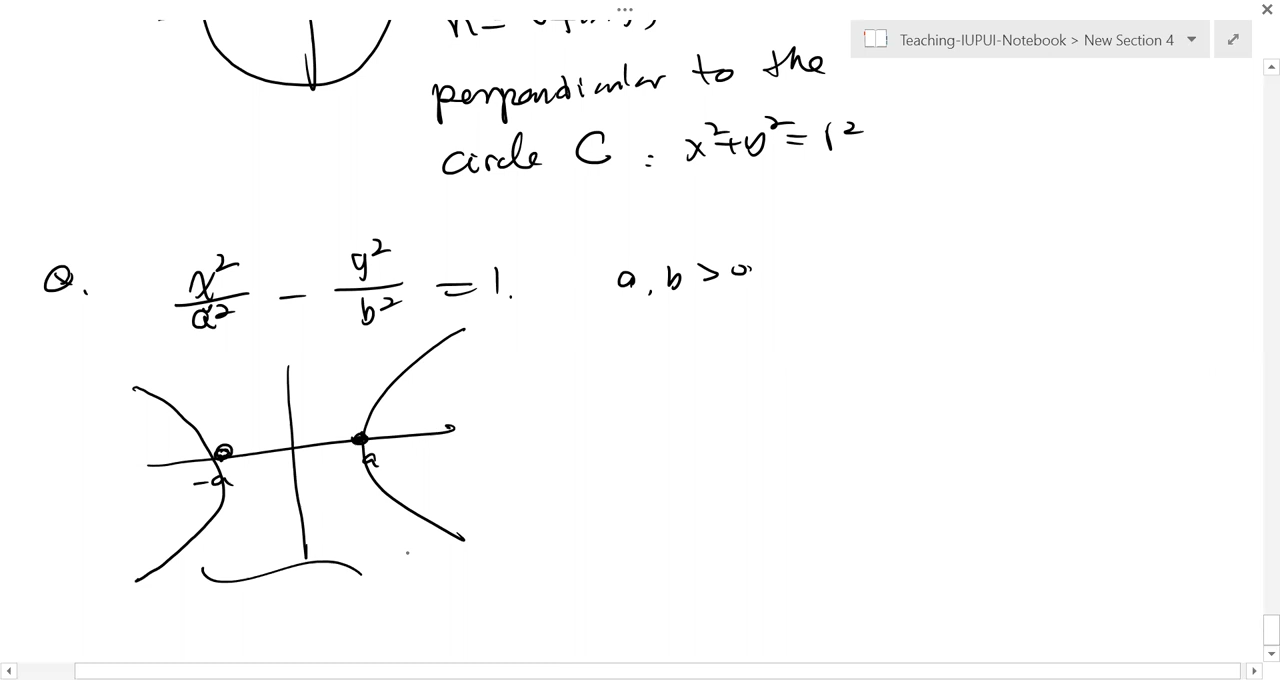 Teaching-IUPUI-Notebook > New Section 4
perpendicular to the
circle C : x²+y²=1²
Q. x²/a² − y²/b² = 1. a, b > 0
-a a